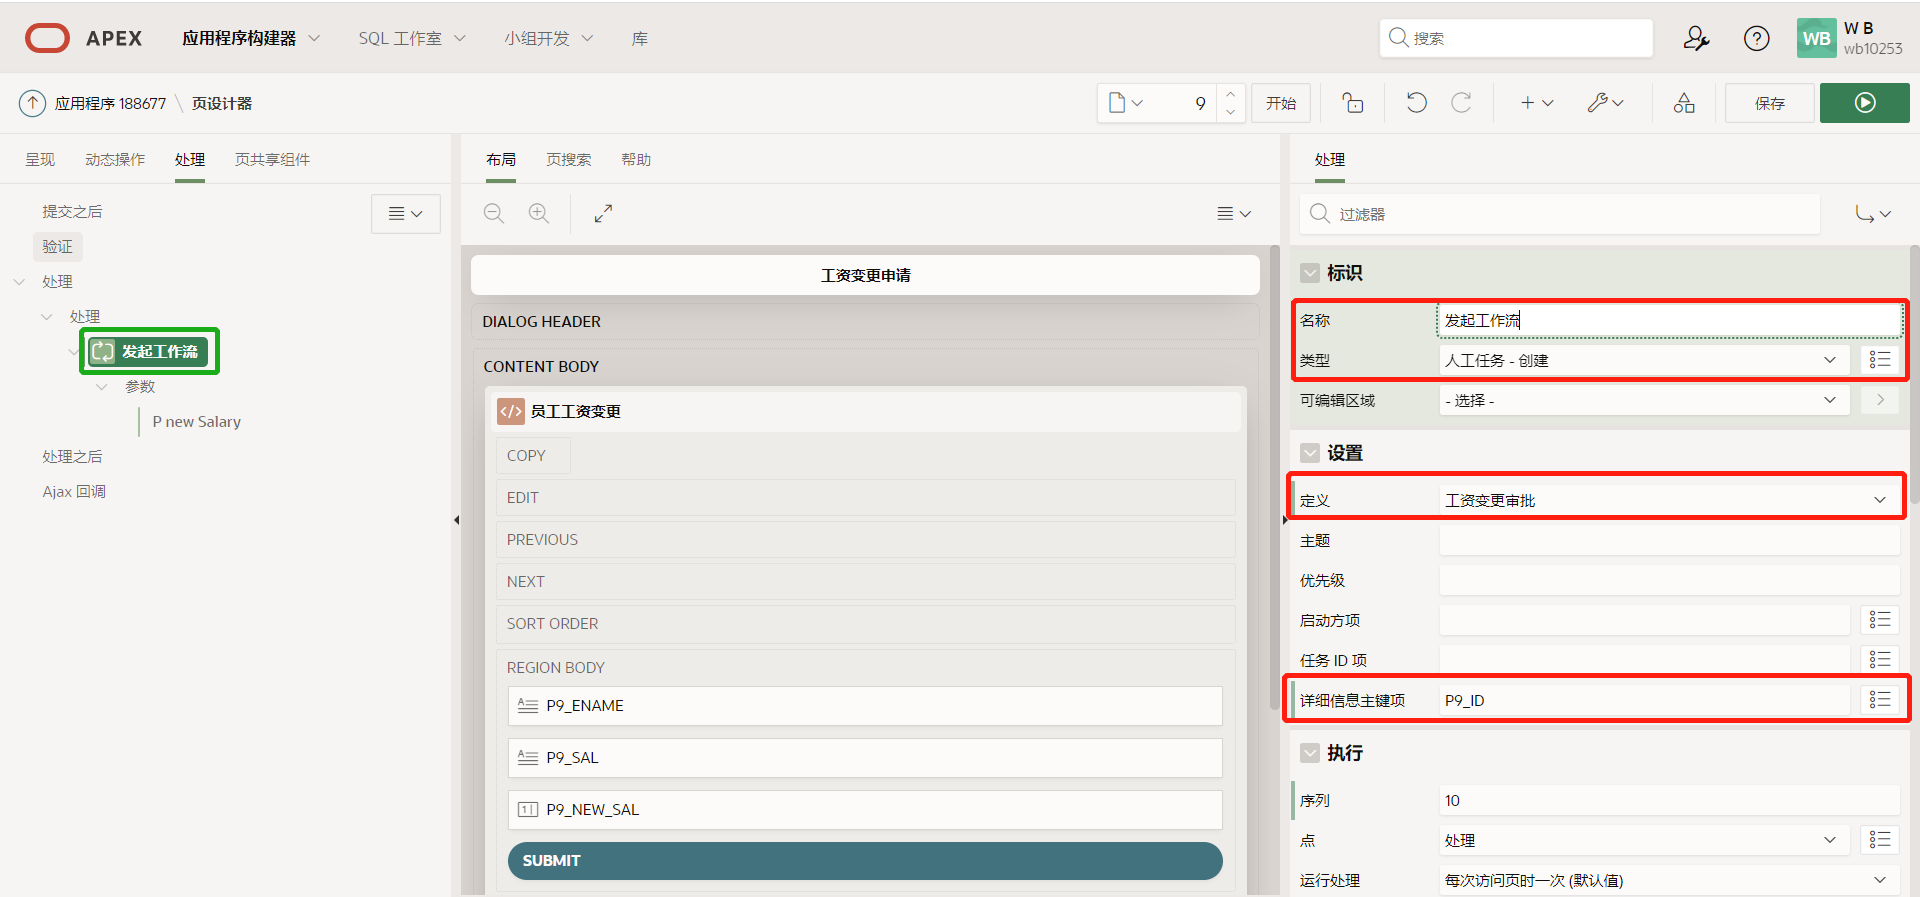 APEX 应用程序构建器 SQL 工作室 小组开发 库 搜索 WB W B
wb10253
应用程序 188677 \ 页设计器 9 开始 保存
呈现 动态操作 处理 页共享组件
提交之后
验证
处理
处理
发起工作流
参数
P new Salary
处理之后
Ajax 回调
布局 页搜索 帮助
工资变更申请
DIALOG HEADER
CONTENT BODY
员工工资变更
COPY
EDIT
PREVIOUS
NEXT
SORT ORDER
REGION BODY
P9_ENAME
P9_SAL
P9_NEW_SAL
SUBMIT
处理
过滤器
标识
名称 发起工作流
类型 人工任务 - 创建
可编辑区域 - 选择 -
设置
定义 工资变更审批
主题
优先级
启动方项
任务 ID 项
详细信息主键项 P9_ID
执行
序列 10
点 处理
运行处理 每次访问页时一次 (默认值)